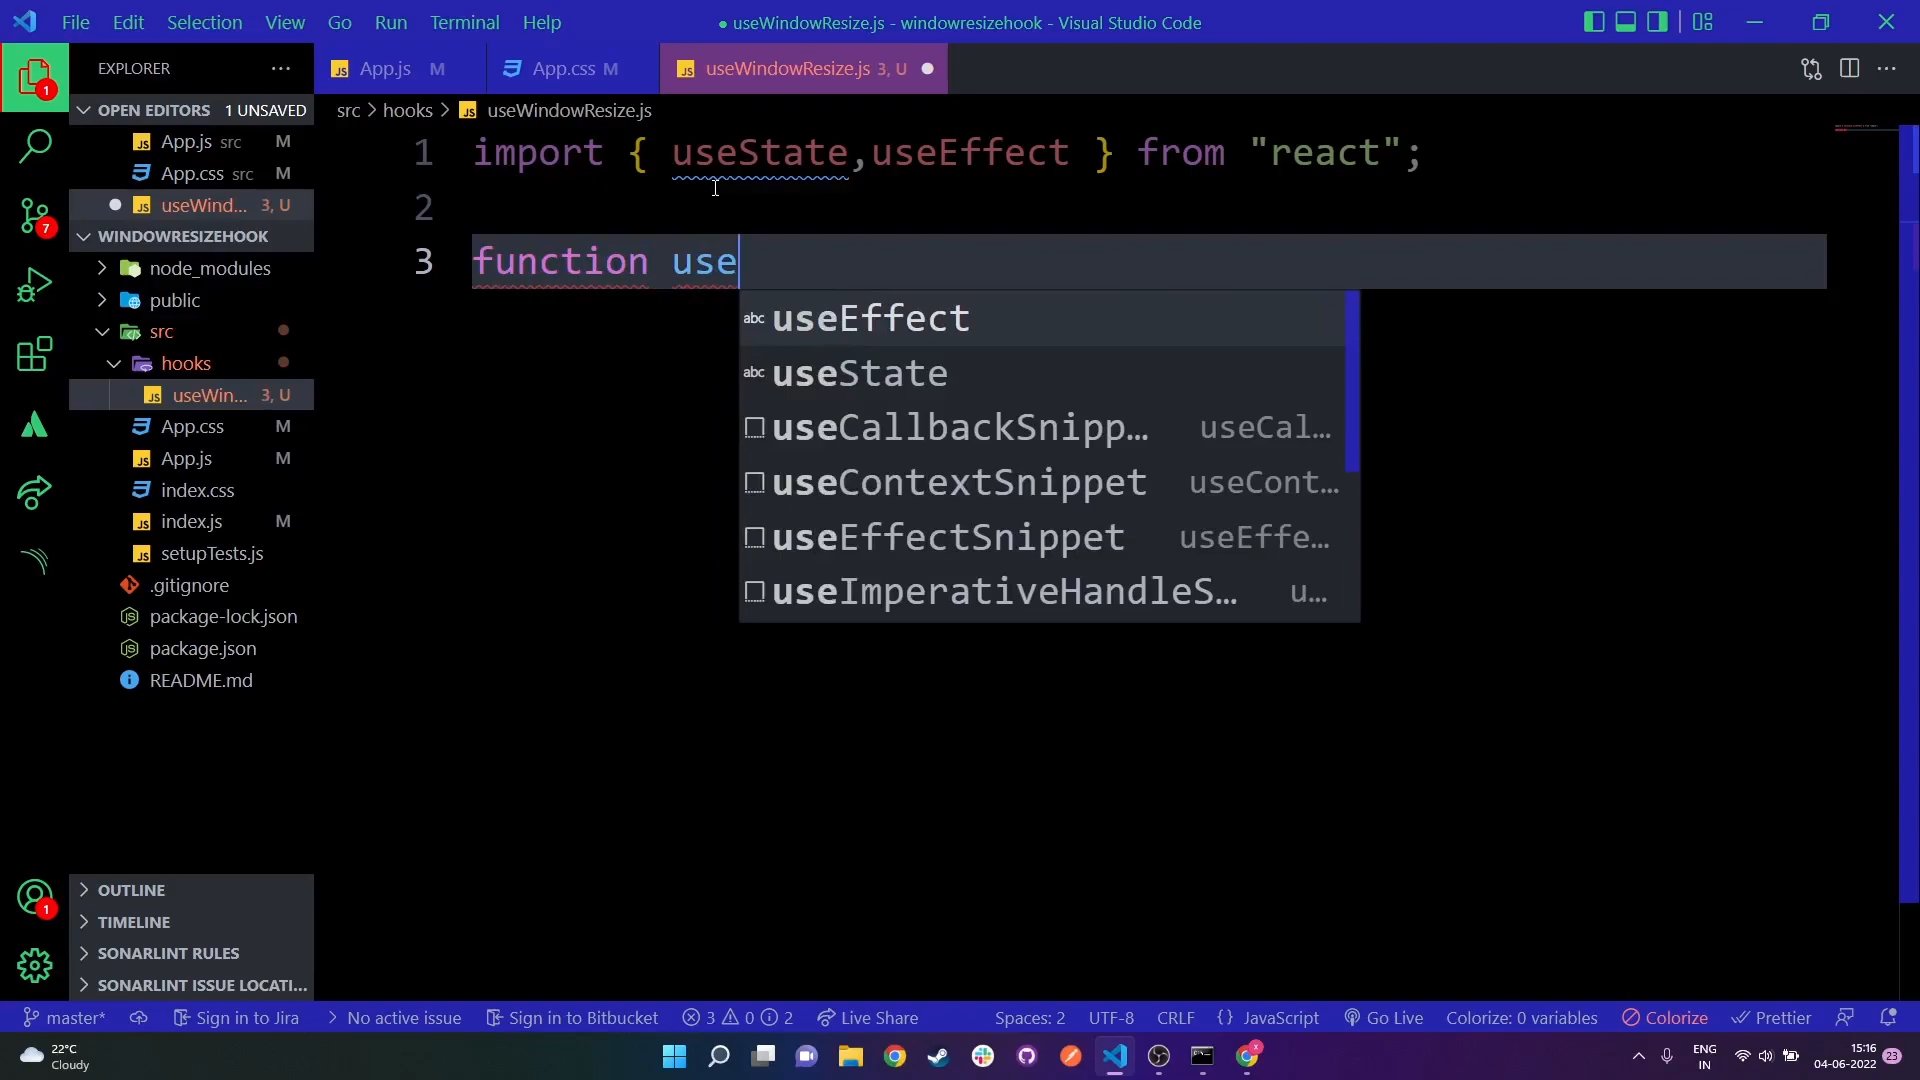 File Edit Selection View Go Run Terminal Help
● useWindowResize.js - windowresizehook - Visual Studio Code
EXPLORER
App.js M
App.css M
useWindowResize.js 3, U
OPEN EDITORS 1 UNSAVED
App.js src M
App.css src M
useWind... 3, U
WINDOWRESIZEHOOK
node_modules
public
src
hooks
useWin... 3, U
App.css M
App.js M
index.css
index.js M
setupTests.js
.gitignore
package-lock.json
package.json
README.md
OUTLINE
TIMELINE
SONARLINT RULES
SONARLINT ISSUE LOCATI...
1
7
1
src > hooks > useWindowResize.js
1 import { useState,useEffect } from "react";
2
3 function use
abc useEffect
abc useState
useCallbackSnipp... useCal...
useContextSnippet useCont...
useEffectSnippet useEffe...
useImperativeHandleS... u...
master* Sign in to Jira No active issue Sign in to Bitbucket 3 0 2 Live Share Spaces: 2 UTF-8 CRLF {} JavaScript Go Live Colorize: 0 variables Colorize Prettier
22°C
Cloudy
ENG
IN
15:16
04-06-2022
23